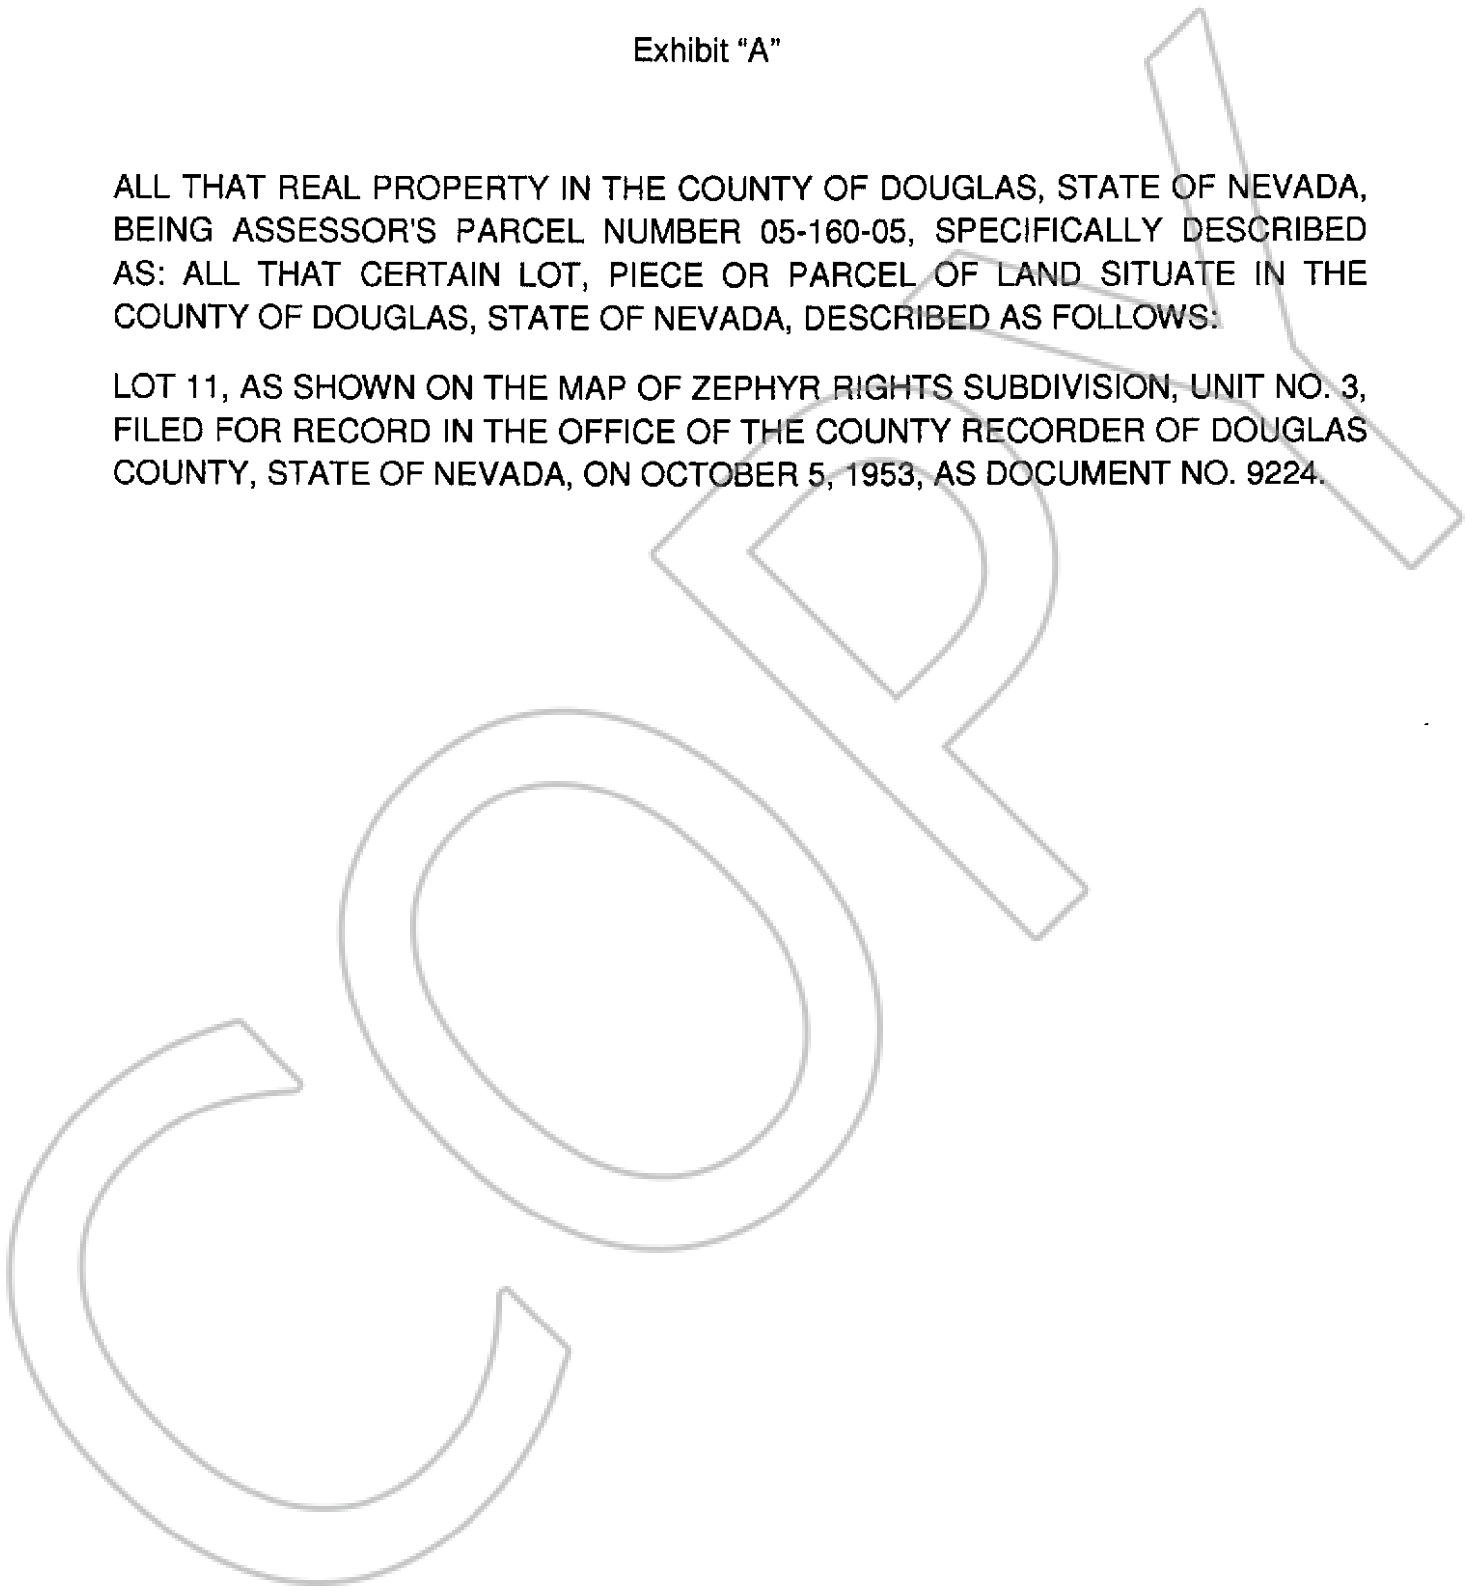 Exhibit “A”
ALL THAT REAL PROPERTY IN THE COUNTY OF DOUGLAS, STATE OF NEVADA,
BEING ASSESSOR'S PARCEL NUMBER 05-160-05, SPECIFICALLY DESCRIBED
AS: ALL THAT CERTAIN LOT, PIECE OR PARCEL OF LAND SITUATE IN THE
COUNTY OF DOUGLAS, STATE OF NEVADA, DESCRIBED AS FOLLOWS:
LOT 11, AS SHOWN ON THE MAP OF ZEPHYR RIGHTS SUBDIVISION, UNIT NO. 3,
FILED FOR RECORD IN THE OFFICE OF THE COUNTY RECORDER OF DOUGLAS
COUNTY, STATE OF NEVADA, ON OCTOBER 5, 1953, AS DOCUMENT NO. 9224.
COPY